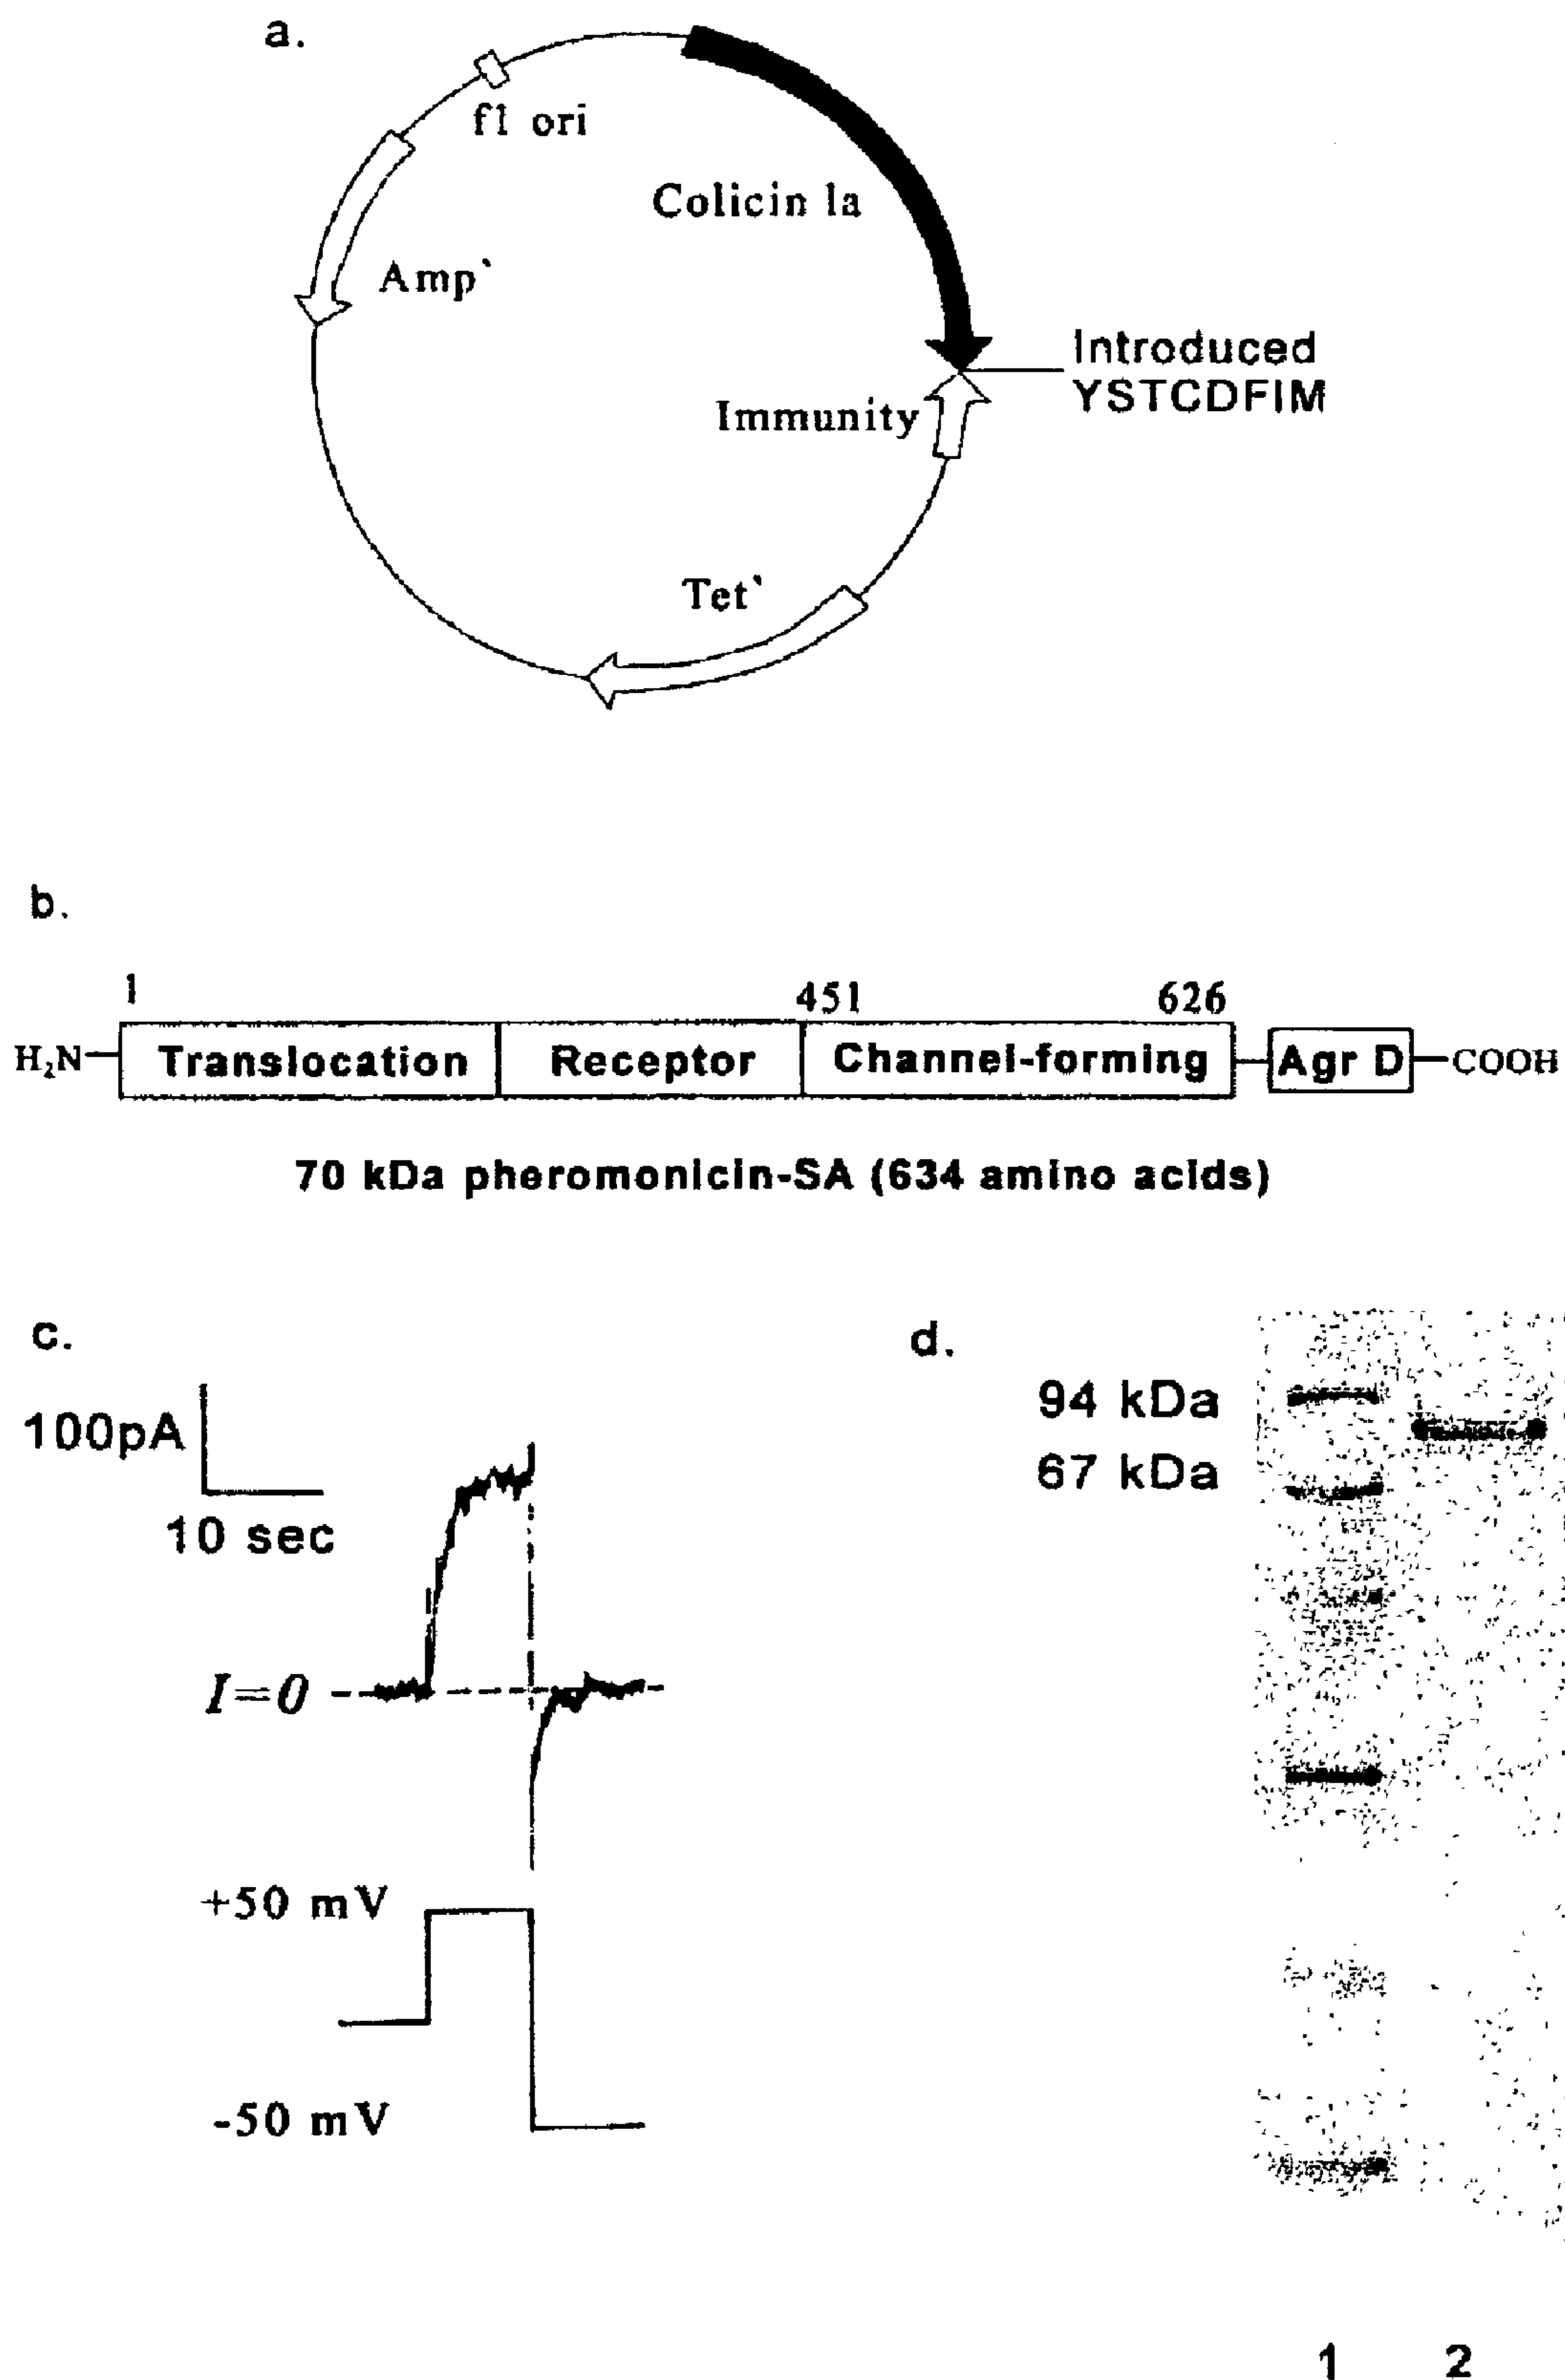 a.
f1 ori
Colicin Ia
Amp`
Introduced
YSTCDFIM
Immunity
Tet`
b.
1 451 626
H₂N Translocation Receptor Channel-forming Agr D COOH
70 kDa pheromonicin-SA (634 amino acids)
c.
d.
100pA
10 sec
94 kDa
67 kDa
I=0
+50 mV
-50 mV
1 2